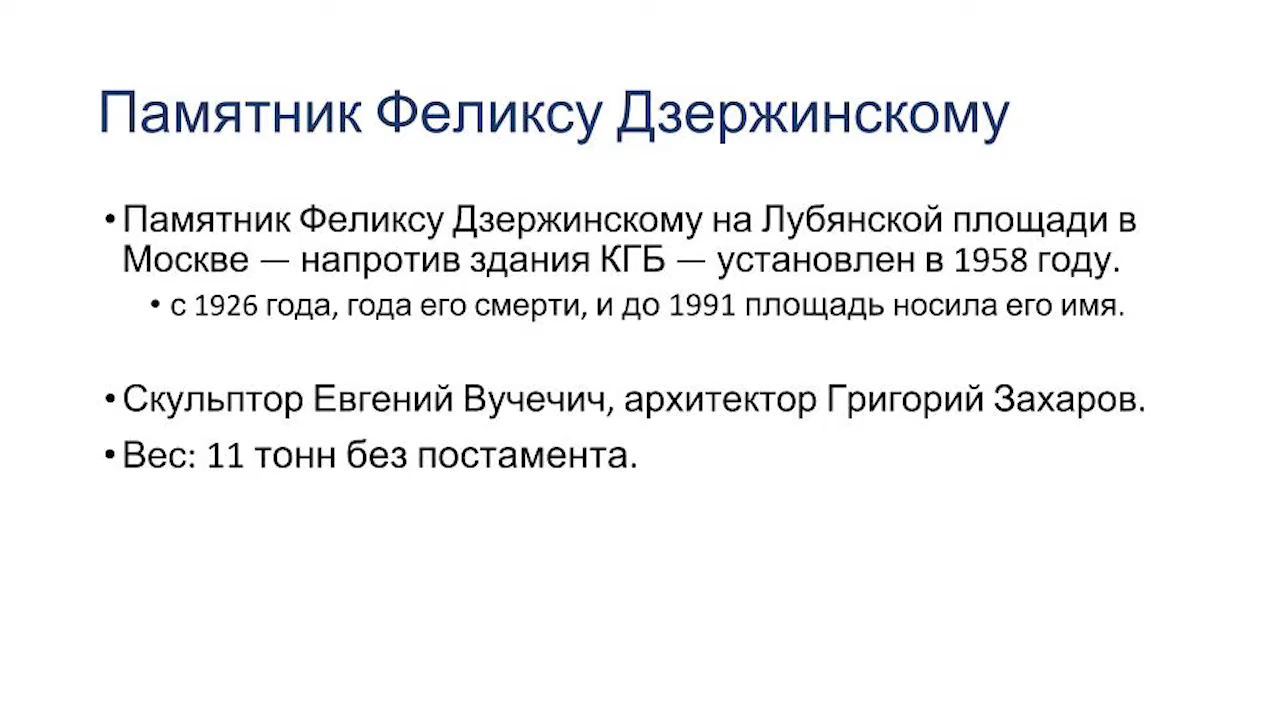 Памятник Феликсу Дзержинскому
• Памятник Феликсу Дзержинскому на Лубянской площади в
Москве — напротив здания КГБ — установлен в 1958 году.
• с 1926 года, года его смерти, и до 1991 площадь носила его имя.
• Скульптор Евгений Вучечич, архитектор Григорий Захаров.
• Вес: 11 тонн без постамента.